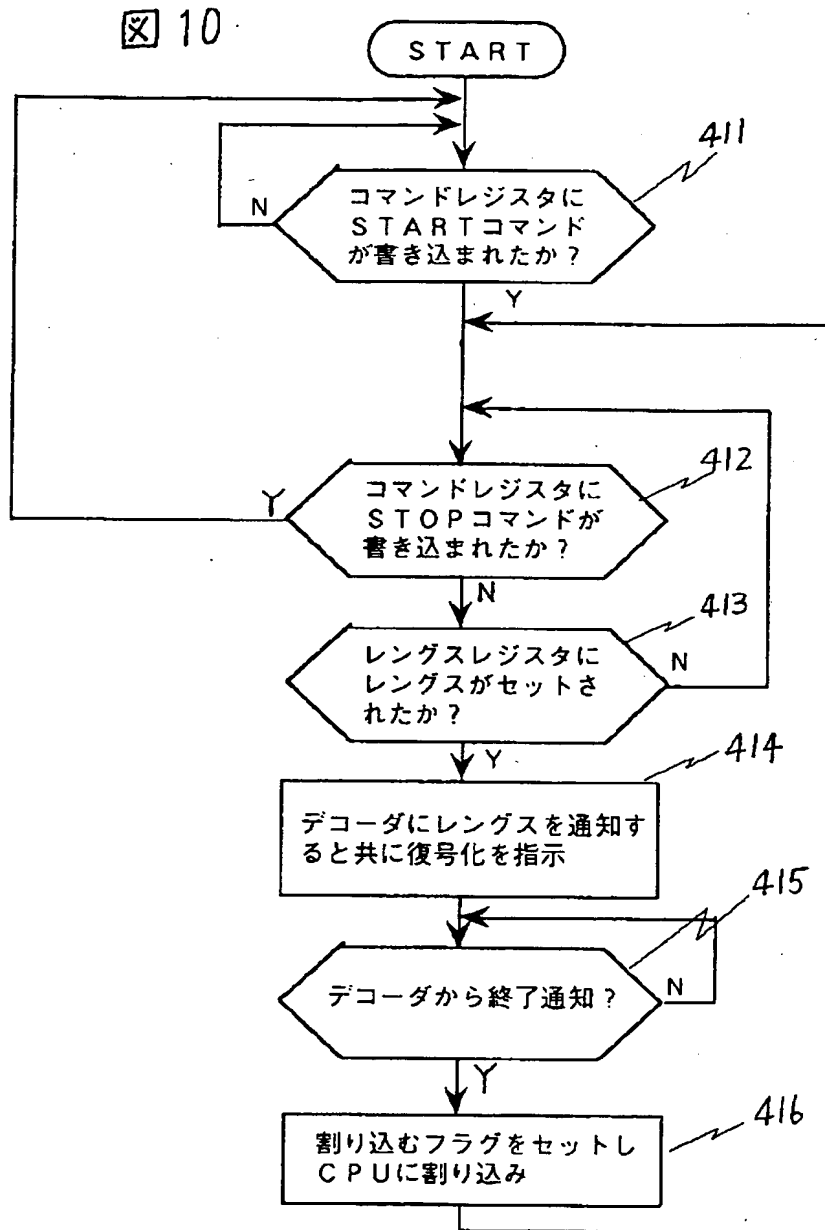 図10
START
411
コマンドレジスタに
STARTコマンド
が書き込まれたか?
N
Y
412
コマンドレジスタに
STOPコマンドが
書き込まれたか?
Y
N
413
レングスレジスタに
レングスがセットさ
れたか?
N
Y
414
デコーダにレングスを通知す
ると共に復号化を指示
415
デコーダから終了通知?
N
Y
416
割り込むフラグをセットし
CPUに割り込み